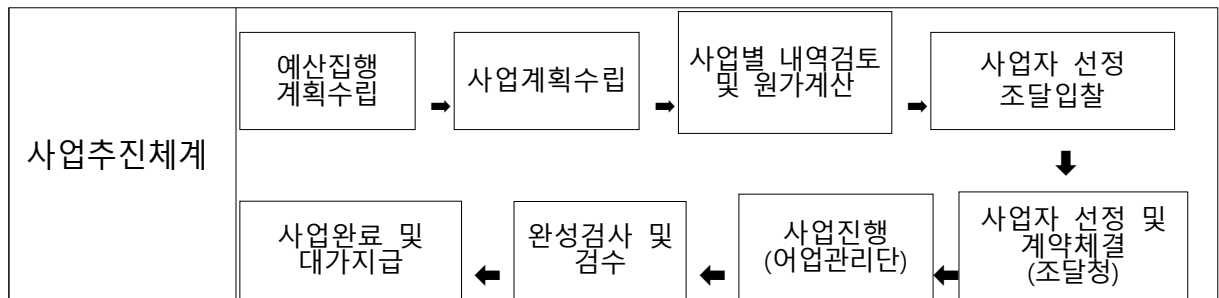 사업추진체계
예산집행
계획수립
사업계획수립
사업별 내역검토
및 원가계산
사업자 선정
조달입찰
사업자 선정 및
계약체결
(조달청)
사업진행
(어업관리단)
완성검사 및
검수
사업완료 및
대가지급